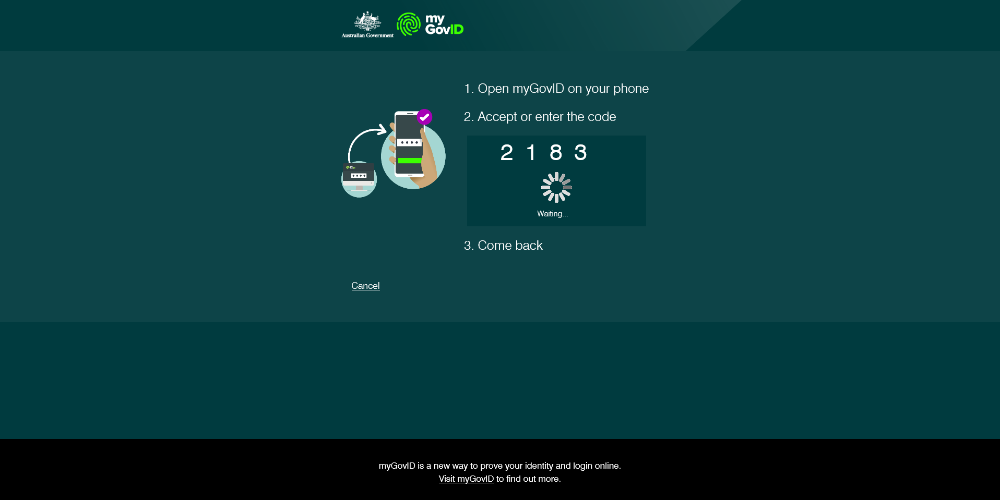 Australian Government
my
GovID
1. Open myGovID on your phone
2. Accept or enter the code
2 1 8 3
Waiting...
3. Come back
Cancel
myGovID is a new way to prove your identity and login online.
Visit myGovID to find out more.